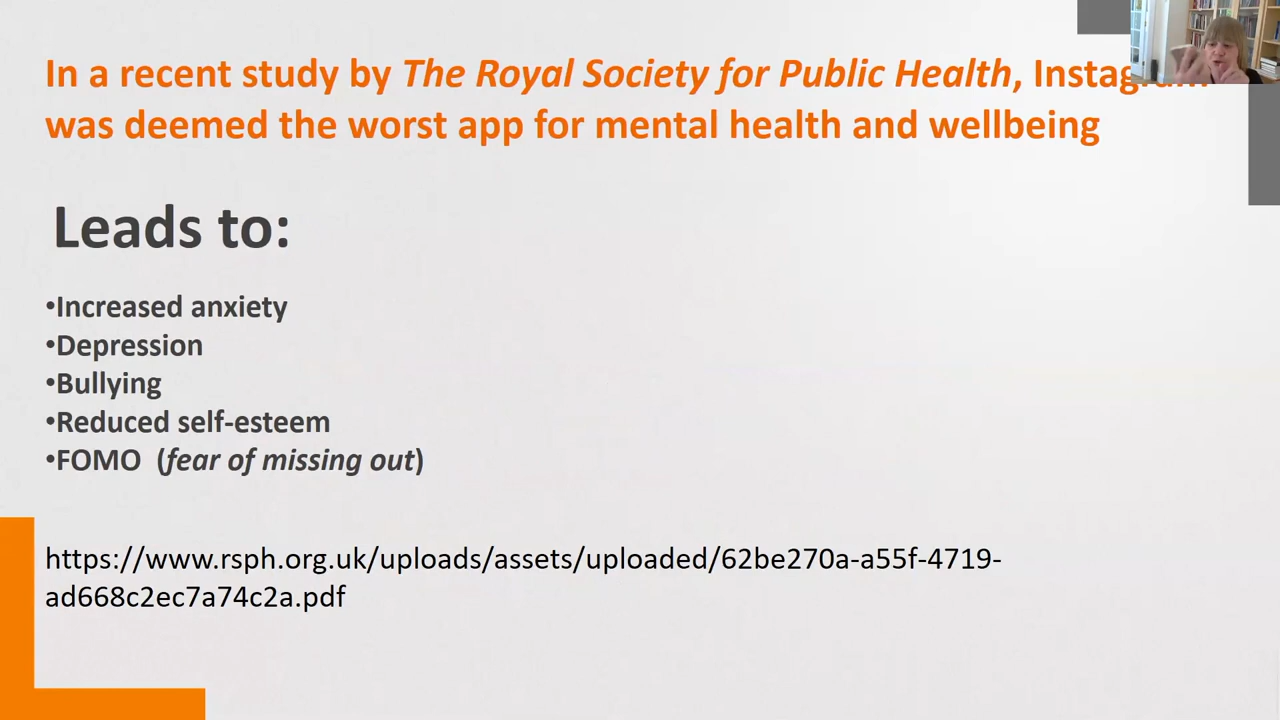 In a recent study by The Royal Society for Public Health, Instagram
was deemed the worst app for mental health and wellbeing
Leads to:
•Increased anxiety
•Depression
•Bullying
•Reduced self-esteem
•FOMO (fear of missing out)
https://www.rsph.org.uk/uploads/assets/uploaded/62be270a-a55f-4719-
ad668c2ec7a74c2a.pdf